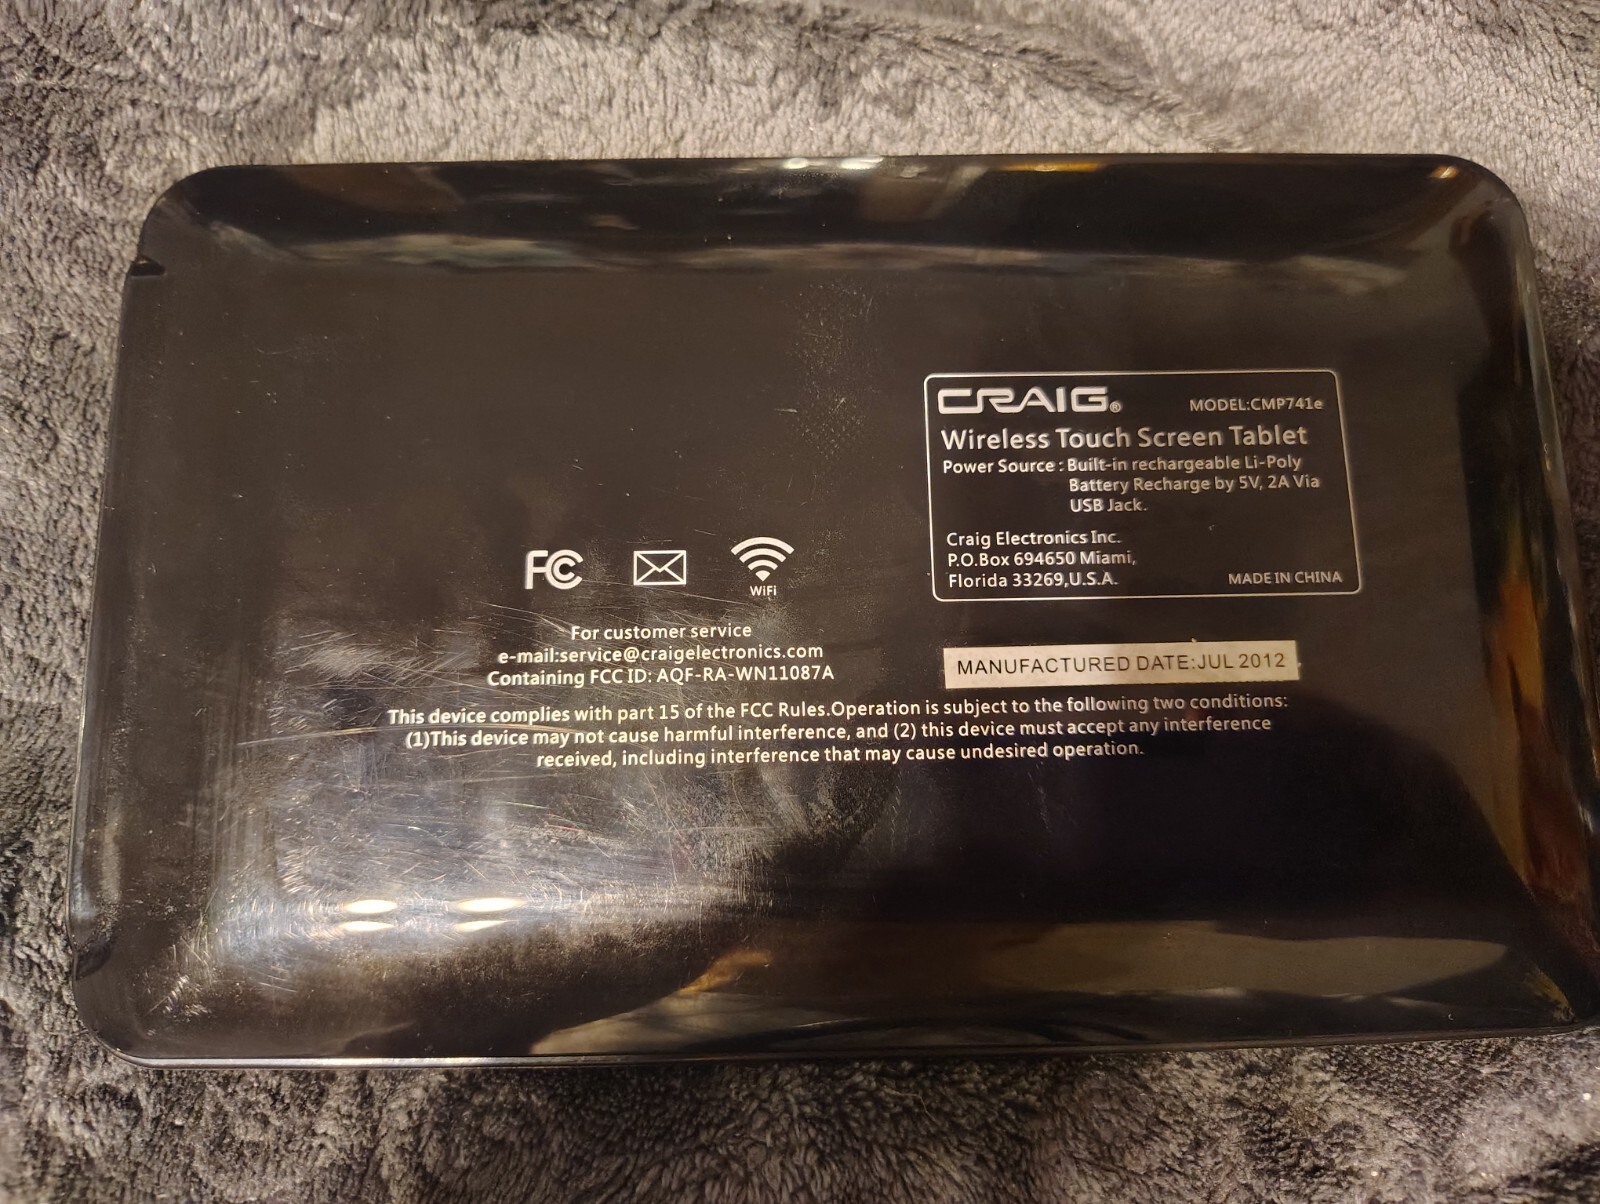 CRAIG® MODEL:CMP741e
Wireless Touch Screen Tablet
Power Source : Built-in rechargeable Li-Poly
Battery Recharge by 5V, 2A Via
USB Jack.
Craig Electronics Inc.
P.O.Box 694650 Miami,
Florida 33269,U.S.A. MADE IN CHINA
FC
WiFi
For customer service
e-mail:service@craigelectronics.com
Containing FCC ID: AQF-RA-WN11087A
MANUFACTURED DATE:JUL 2012
This device complies with part 15 of the FCC Rules.Operation is subject to the following two conditions:
(1)This device may not cause harmful interference, and (2) this device must accept any interference
received, including interference that may cause undesired operation.